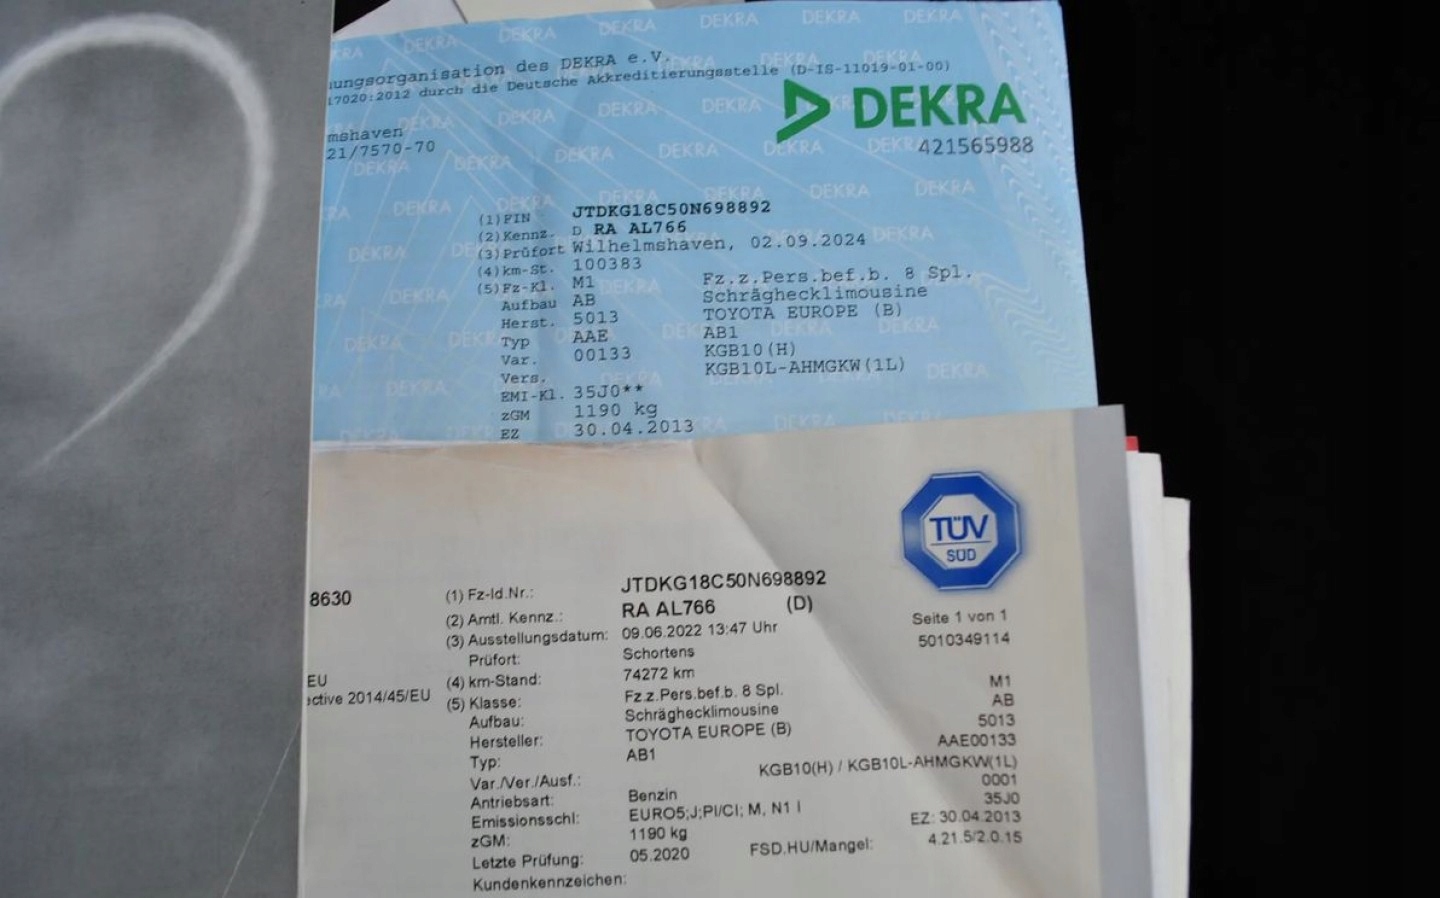 ungsorganisation des DEKRA e.V.
17020:2012 durch die Deutsche Akkreditierungsstelle (D-IS-11019-01-00)
DEKRA
mshaven
21/7570-70
421565988
(1) FIN JTDKG18C50N698892
(2) Kennz. D RA AL766
(3) Prüfort Wilhelmshaven, 02.09.2024
(4) km-St. 100383
(5) Fz-Kl. M1 Fz.z.Pers.bef.b. 8 Spl.
Aufbau AB Schräghecklimousine
Herst. 5013 TOYOTA EUROPE (B)
Typ AAE AB1
Var. 00133 KGB10(H)
Vers. KGB10L-AHMGKW(1L)
EMI-Kl. 35J0**
zGM 1190 kg
EZ 30.04.2013
TÜV
SÜD
8630 (1) Fz-Id.Nr.: JTDKG18C50N698892
(2) Amtl. Kennz.: RA AL766 (D) Seite 1 von 1
(3) Ausstellungsdatum: 09.06.2022 13:47 Uhr 5010349114
Prüfort: Schortens
EU (4) km-Stand: 74272 km M1
ective 2014/45/EU (5) Klasse: Fz.z.Pers.bef.b. 8 Spl. AB
Aufbau: Schräghecklimousine 5013
Hersteller: TOYOTA EUROPE (B) AAE00133
Typ: AB1
Var./Ver./Ausf.: KGB10(H) / KGB10L-AHMGKW(1L)
0001
Antriebsart: Benzin 35J0
Emissionsschl: EURO5;J;PI/CI; M, N1 I EZ: 30.04.2013
zGM: 1190 kg
Letzte Prüfung: 05.2020 FSD.HU/Mangel: 4.21.5/2.0.15
Kundenkennzeichen: